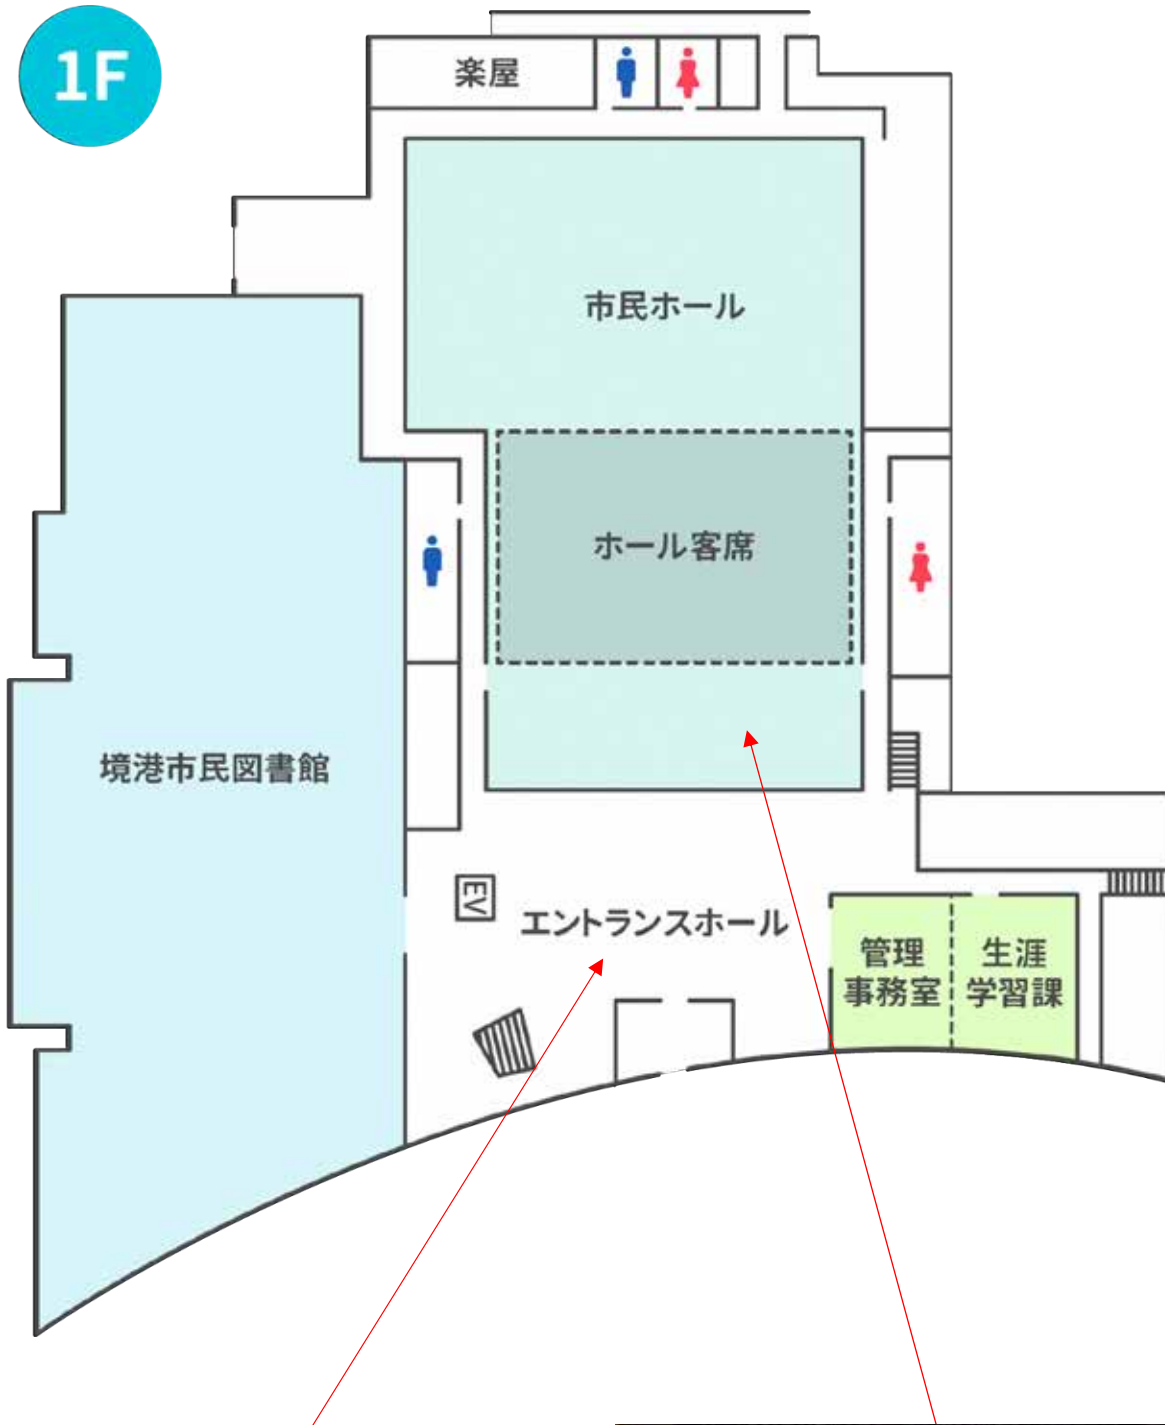 1F
楽屋
市民ホール
ホール客席
境港市民図書館
EV
エントランスホール
管理
事務室
生涯
学習課